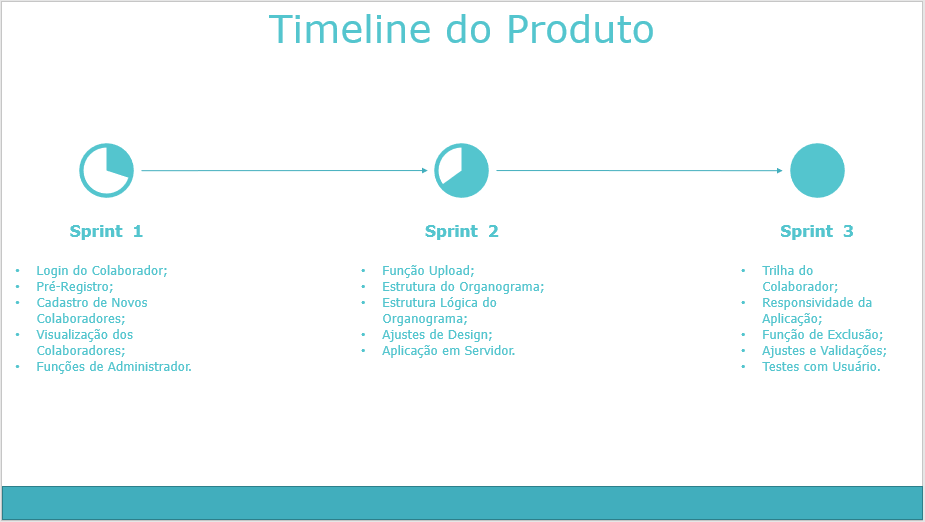 Timeline do Produto
Sprint 1
• Login do Colaborador;
• Pré-Registro;
• Cadastro de Novos
Colaboradores;
• Visualização dos
Colaboradores;
• Funções de Administrador.
Sprint 2
• Função Upload;
• Estrutura do Organograma;
• Estrutura Lógica do
Organograma;
• Ajustes de Design;
• Aplicação em Servidor.
Sprint 3
• Trilha do
Colaborador;
• Responsividade da
Aplicação;
• Função de Exclusão;
• Ajustes e Validações;
• Testes com Usuário.